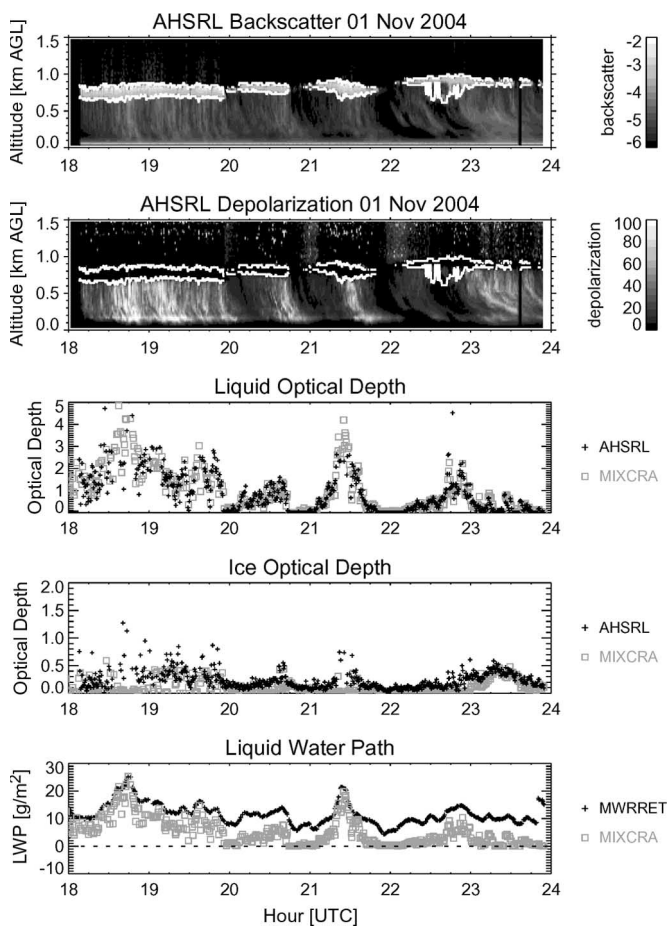 AHSRL Backscatter 01 Nov 2004
Altitude [km AGL]
1.5
1.0
0.5
0.0
18 19 20 21 22 23 24
backscatter
-2
-3
-4
-5
-6
AHSRL Depolarization 01 Nov 2004
Altitude [km AGL]
1.5
1.0
0.5
0.0
18 19 20 21 22 23 24
depolarization
100
80
60
40
20
0
Liquid Optical Depth
Optical Depth
5
4
3
2
1
0
18 19 20 21 22 23 24
+ AHSRL
MIXCRA
Ice Optical Depth
Optical Depth
2.0
1.5
1.0
0.5
0.0
18 19 20 21 22 23 24
+ AHSRL
MIXCRA
Liquid Water Path
LWP [g/m²]
30
20
10
0
-10
18 19 20 21 22 23 24
Hour [UTC]
+ MWRRET
MIXCRA